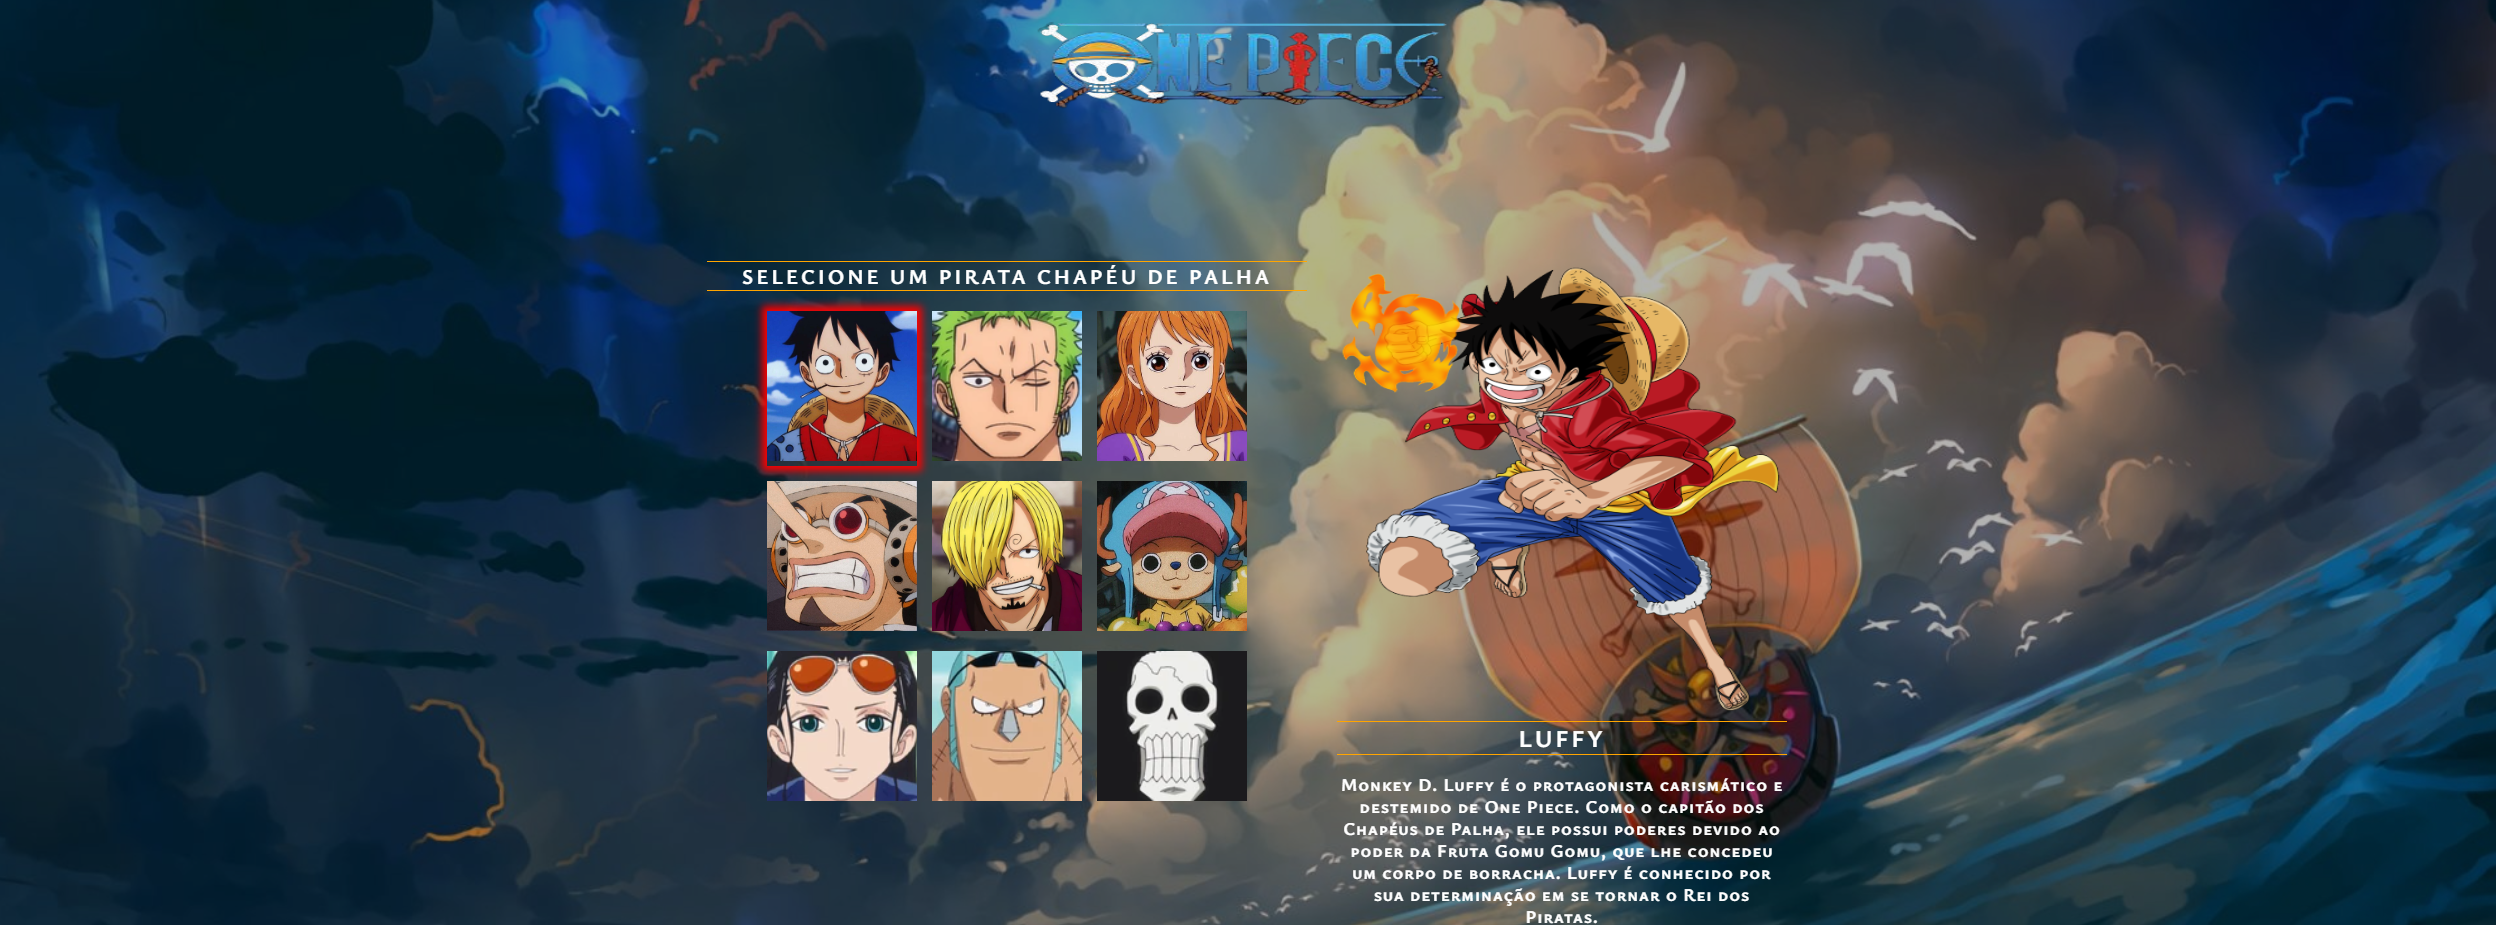 ONE PIECE
SELECIONE UM PIRATA CHAPÉU DE PALHA
LUFFY
Monkey D. Luffy é o protagonista carismático e
destemido de One Piece. Como o capitão dos
Chapéus de Palha, ele possui poderes devido ao
poder da Fruta Gomu Gomu, que lhe concedeu
um corpo de borracha. Luffy é conhecido por
sua determinação em se tornar o Rei dos
Piratas.